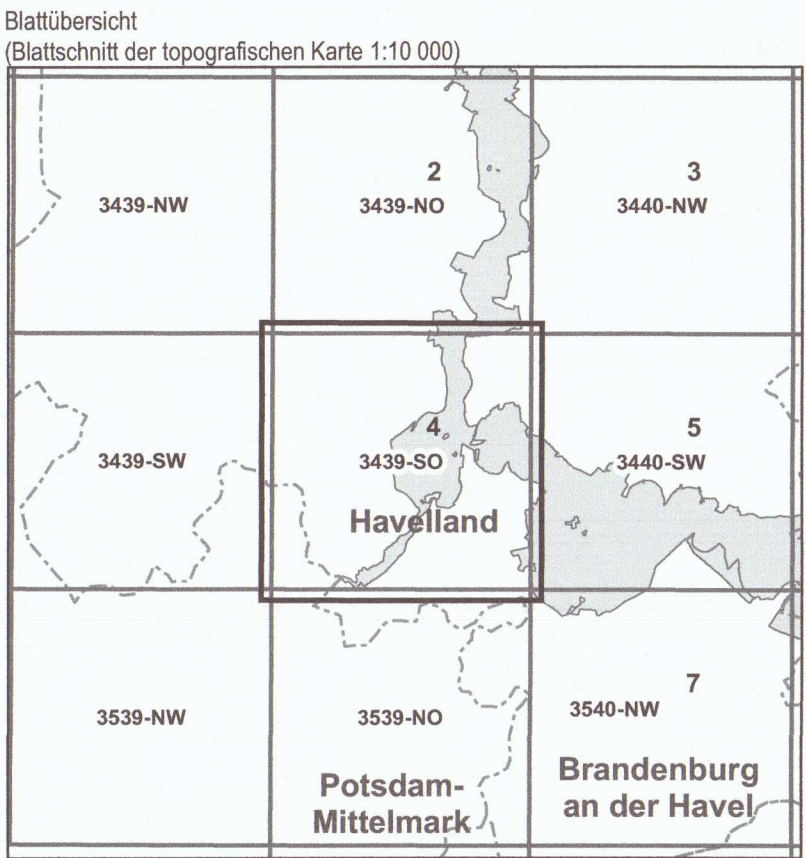 Blattübersicht
(Blattschnitt der topografischen Karte 1:10 000)
2
3
3439-NW
3439-NO
3440-NW
4
5
3439-SW
3439-SO
3440-SW
Havelland
7
3539-NW
3539-NO
3540-NW
Potsdam-
Mittelmark
Brandenburg
an der Havel